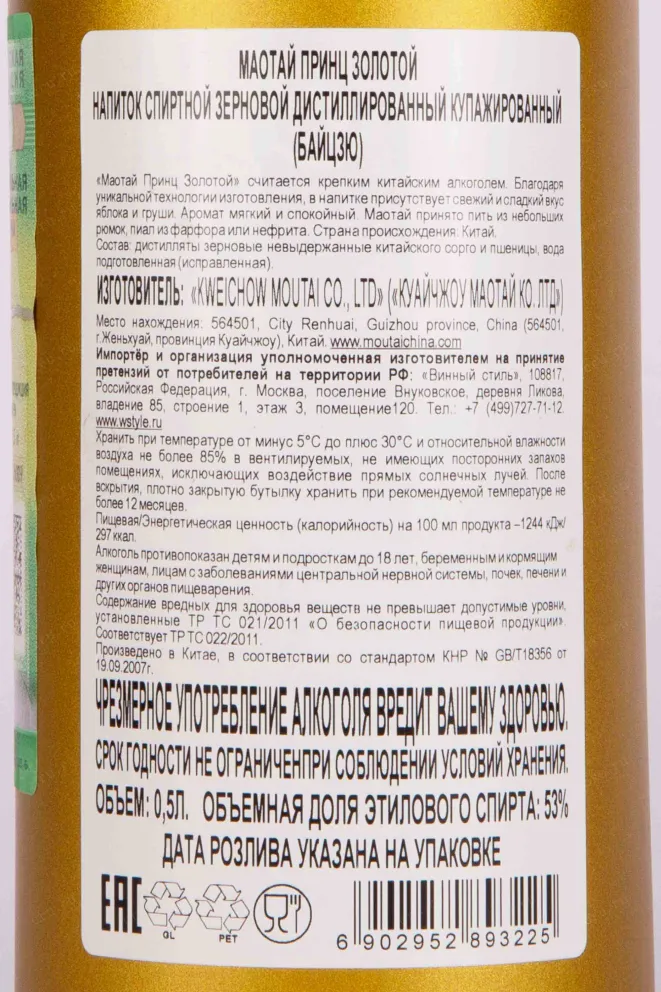 МАОТАЙ ПРИНЦ ЗОЛОТОЙ
НАПИТОК СПИРТНОЙ ЗЕРНОВОЙ ДИСТИЛЛИРОВАННЫЙ КУПАЖИРОВАННЫЙ
(БАЙЦЗЮ)
«Маотай Принц Золотой» считается крепким китайским алкоголем. Благодаря
уникальной технологии изготовления, в напитке присутствует свежий и сладкий вкус
яблока и груши. Аромат мягкий и спокойный. Маотай принято пить из небольших
рюмок, пиал из фарфора или нефрита. Страна происхождения: Китай.
Состав: дистилляты зерновые невыдержанные китайского сорго и пшеницы, вода
подготовленная (исправленная).
ИЗГОТОВИТЕЛЬ: «KWEICHOW MOUTAI CO., LTD» («КУАЙЧЖОУ МАОТАЙ КО. ЛТД»)
Место нахождения: 564501, City Renhuai, Guizhou province, China (564501,
г.Женьхуай, провинция Куайчжоу), Китай. www.moutaichina.com
Импортёр и организация уполномоченная изготовителем на принятие
претензий от потребителей на территории РФ: «Винный стиль», 108817,
Российская Федерация, г. Москва, поселение Внуковское, деревня Ликова,
владение 85, строение 1, этаж 3, помещение120. Тел.: +7 (499)727-71-12.
www.wstyle.ru
Хранить при температуре от минус 5°С до плюс 30°С и относительной влажности
воздуха не более 85% в вентилируемых, не имеющих посторонних запахов
помещениях, исключающих воздействие прямых солнечных лучей. После
вскрытия, плотно закрытую бутылку хранить при рекомендуемой температуре не
более 12 месяцев.
Пищевая/Энергетическая ценность (калорийность) на 100 мл продукта –1244 кДж/
297 ккал.
Алкоголь противопоказан детям и подросткам до 18 лет, беременным и кормящим
женщинам, лицам с заболеваниями центральной нервной системы, почек, печени и
других органов пищеварения.
Содержание вредных для здоровья веществ не превышает допустимые уровни,
установленные ТР ТС 021/2011 «О безопасности пищевой продукции».
Соответствует ТР ТС 022/2011.
Произведено в Китае, в соответствии со стандартом КНР № GB/T18356 от
19.09.2007г.
ЧРЕЗМЕРНОЕ УПОТРЕБЛЕНИЕ АЛКОГОЛЯ ВРЕДИТ ВАШЕМУ ЗДОРОВЬЮ.
СРОК ГОДНОСТИ НЕ ОГРАНИЧЕНПРИ СОБЛЮДЕНИИ УСЛОВИЙ ХРАНЕНИЯ.
ОБЪЕМ: 0,5Л. ОБЪЕМНАЯ ДОЛЯ ЭТИЛОВОГО СПИРТА: 53%
ДАТА РОЗЛИВА УКАЗАНА НА УПАКОВКЕ
EAC GL PET 6 902952 893225